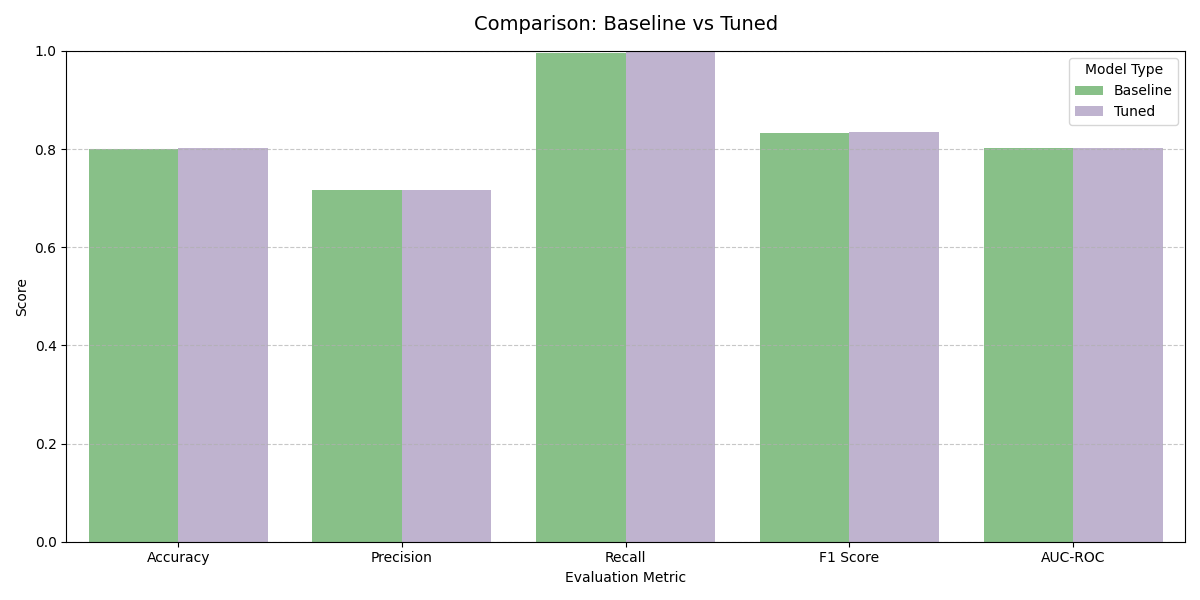 Comparison: Baseline vs Tuned
Model Type
Baseline
Tuned
1.0
0.8
0.6
0.4
0.2
0.0
Score
Accuracy
Precision
Recall
F1 Score
AUC-ROC
Evaluation Metric